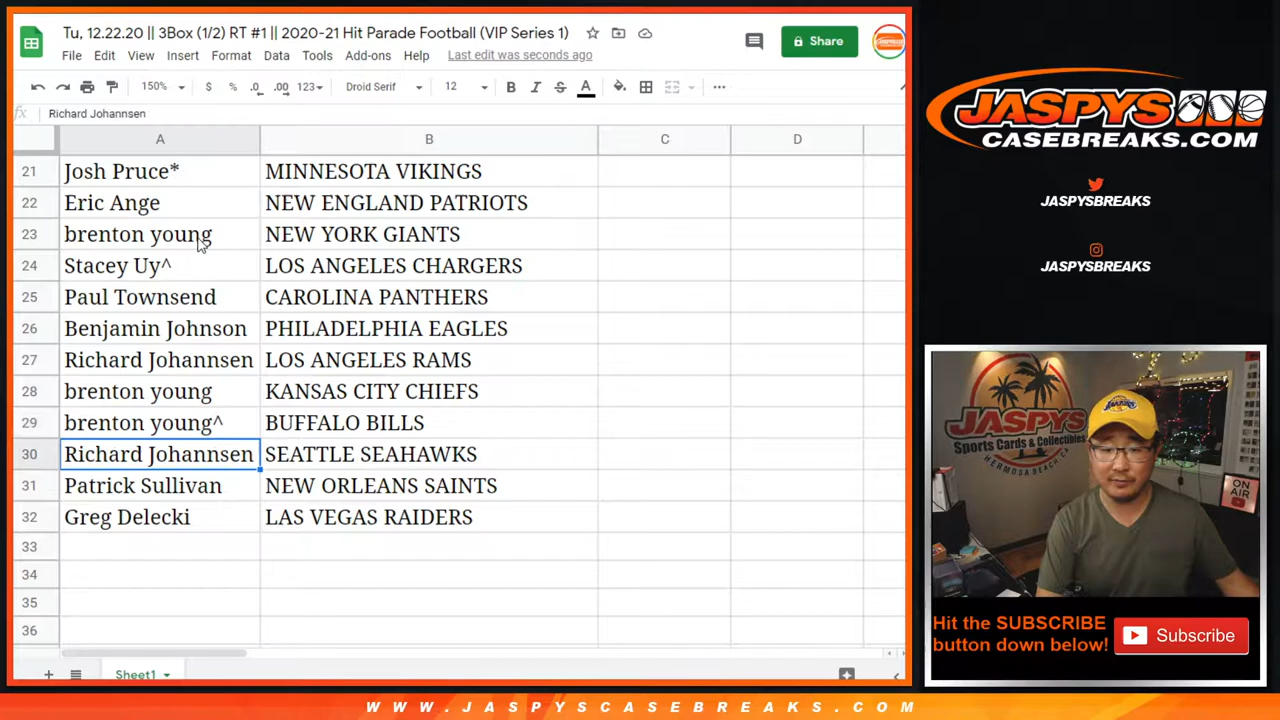 Tu, 12.22.20 || 3Box (1/2) RT #1 || 2020-21 Hit Parade Football (VIP Series 1)
File Edit View Insert Format Data Tools Add-ons Help Last edit was seconds ago
Share
150% $ % .0 .00 123 Droid Serif 12 B I S A
fx Richard Johannsen
A B C D
21 Josh Pruce* MINNESOTA VIKINGS
22 Eric Ange NEW ENGLAND PATRIOTS
23 brenton young NEW YORK GIANTS
24 Stacey Uy^ LOS ANGELES CHARGERS
25 Paul Townsend CAROLINA PANTHERS
26 Benjamin Johnson PHILADELPHIA EAGLES
27 Richard Johannsen LOS ANGELES RAMS
28 brenton young KANSAS CITY CHIEFS
29 brenton young^ BUFFALO BILLS
30 Richard Johannsen SEATTLE SEAHAWKS
31 Patrick Sullivan NEW ORLEANS SAINTS
32 Greg Delecki LAS VEGAS RAIDERS
33
34
35
36
Sheet1
JASPYS
CASEBREAKS.COM
JASPYSBREAKS
JASPYSBREAKS
JASPYS
Sports Cards & Collectibles
HERMOSA BEACH, CA
ON AIR
Hit the SUBSCRIBE
button down below!
Subscribe
WWW.JASPYSCASEBREAKS.COM